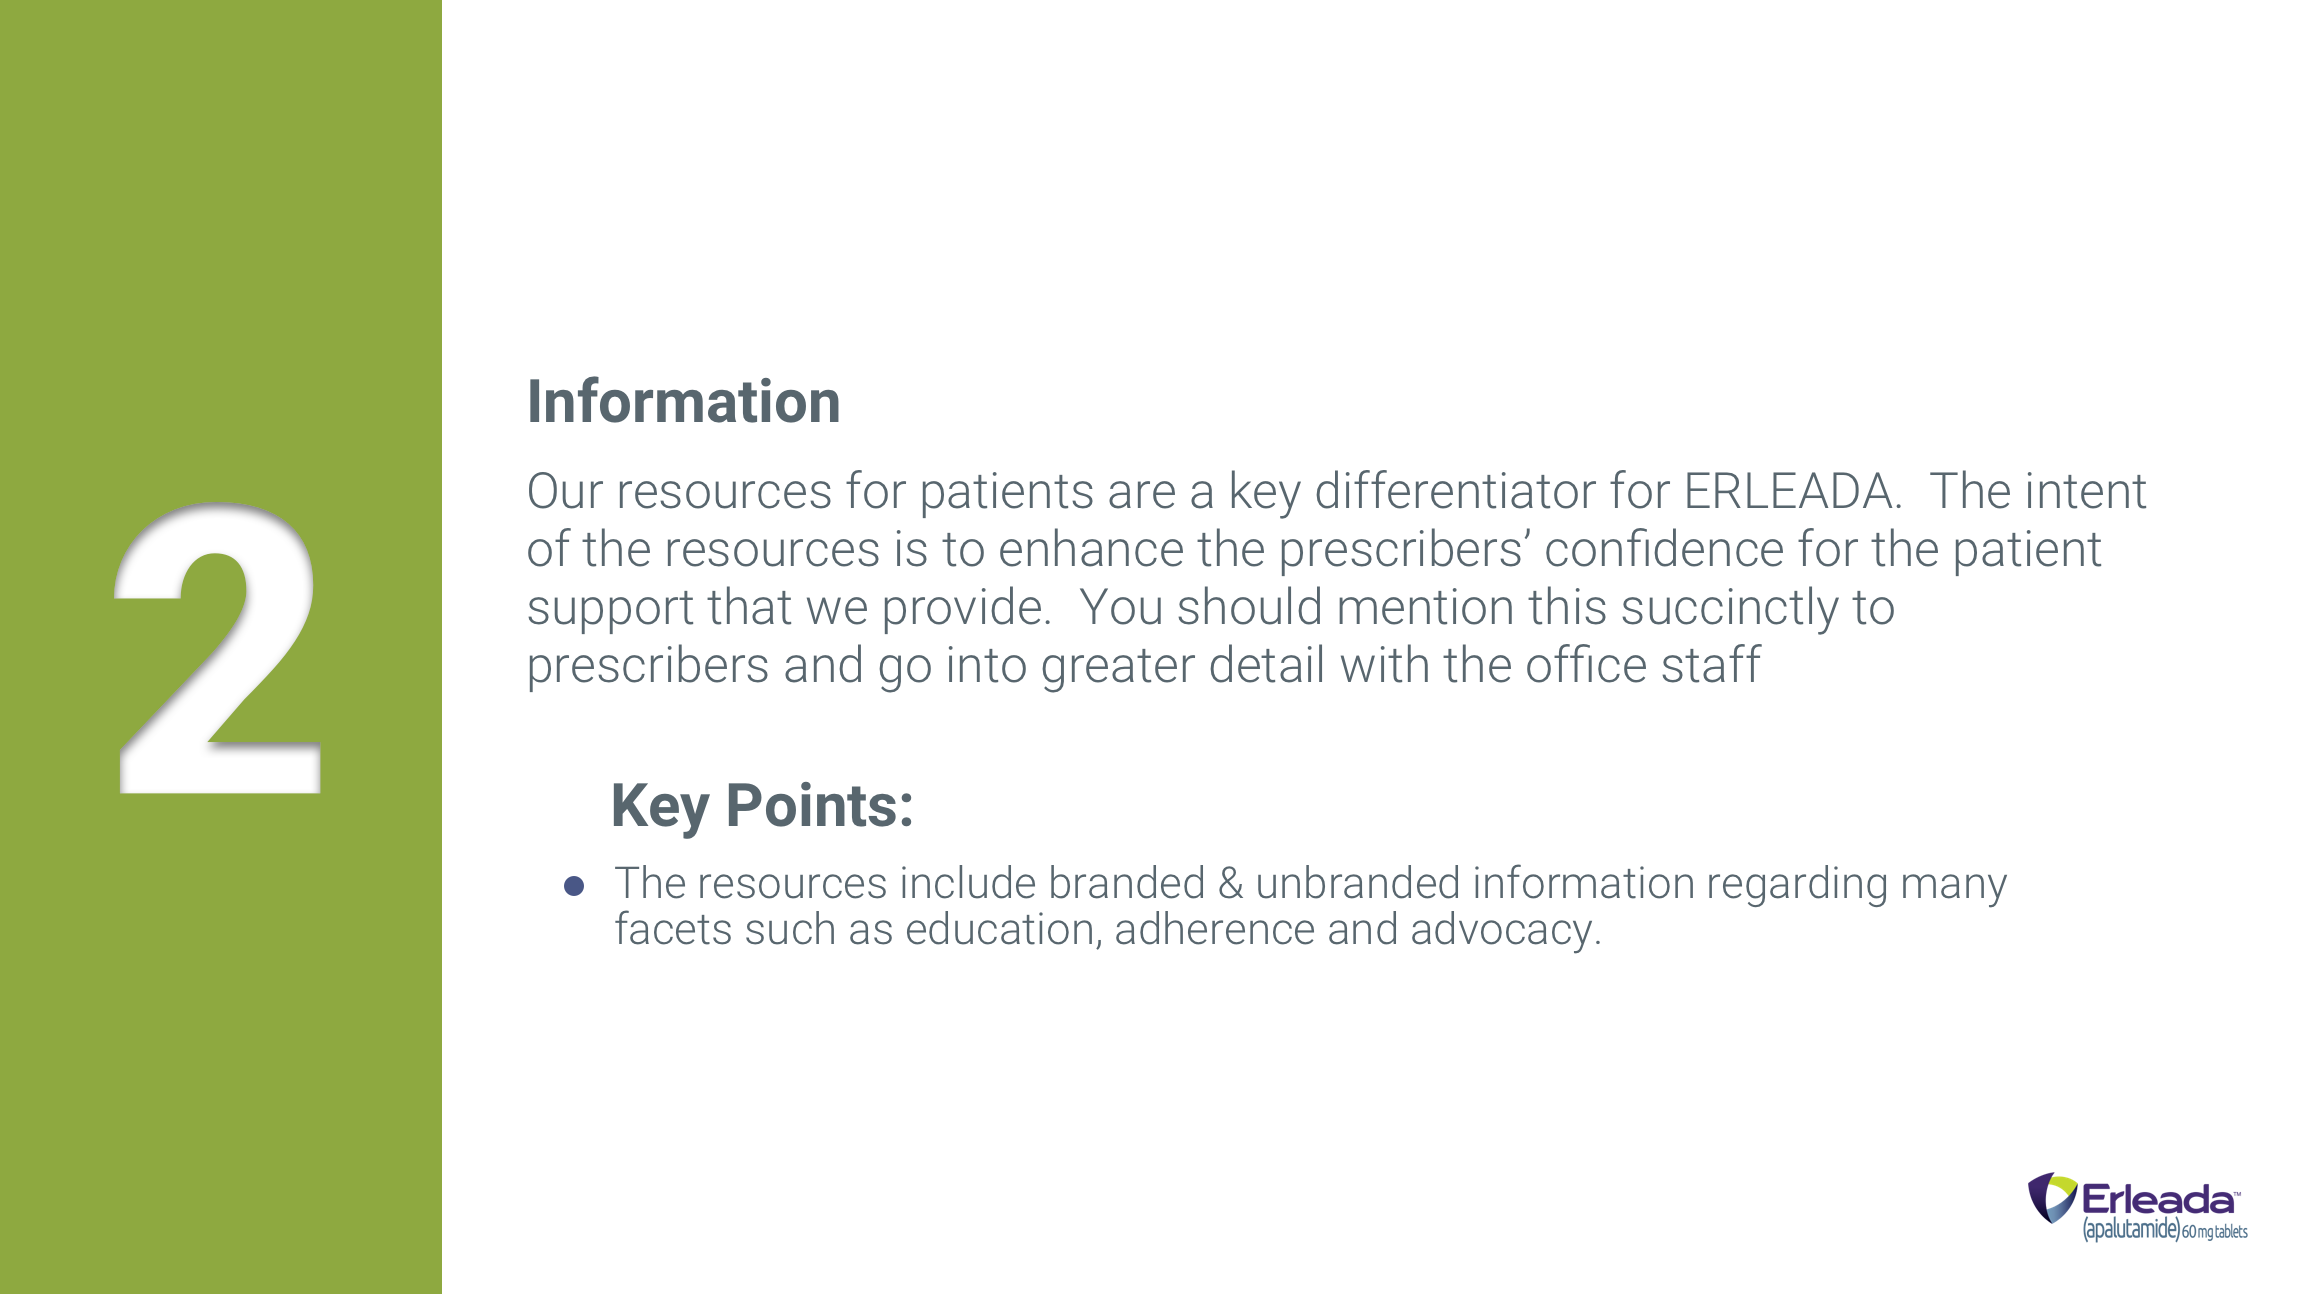 2
Information
Our resources for patients are a key differentiator for ERLEADA.  The intent
of the resources is to enhance the prescribers’ confidence for the patient
support that we provide.  You should mention this succinctly to
prescribers and go into greater detail with the office staff
Key Points:
● The resources include branded & unbranded information regarding many
facets such as education, adherence and advocacy.
Erleada™
(apalutamide) 60 mg tablets